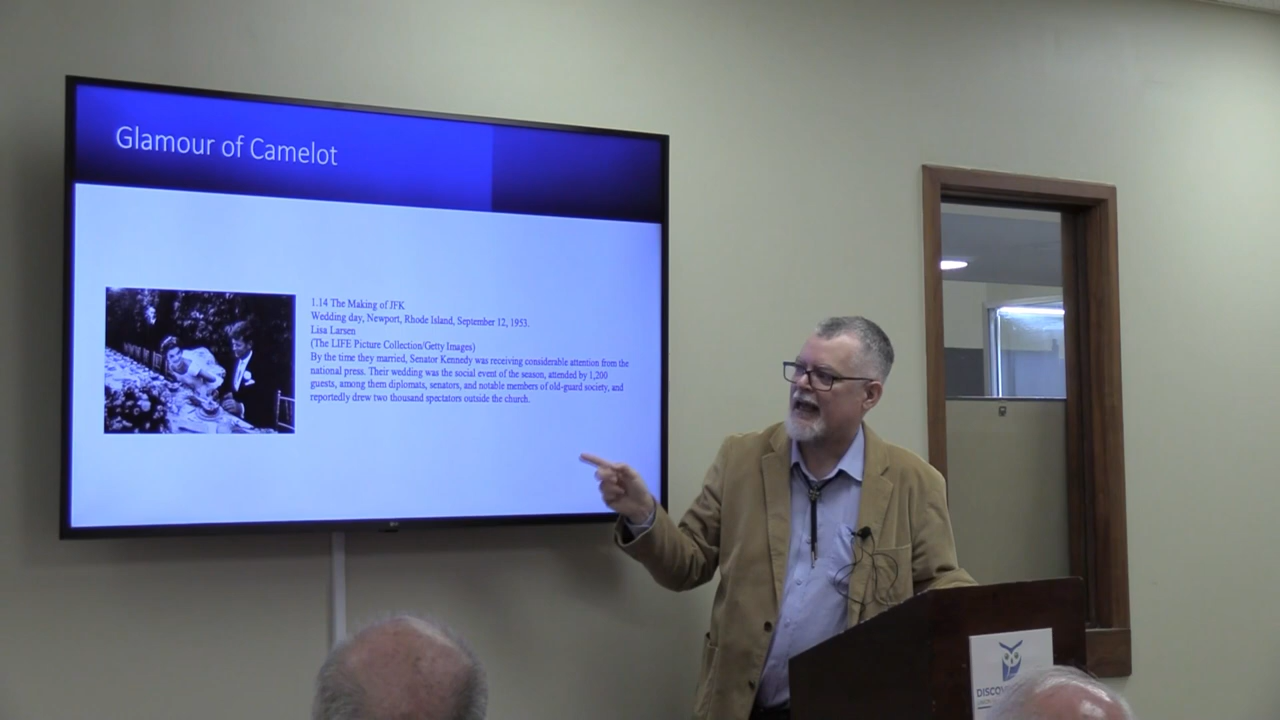 Glamour of Camelot
1.14 The Making of JFK
Wedding day, Newport, Rhode Island, September 12, 1953.
Lisa Larsen
(The LIFE Picture Collection/Getty Images)
By the time they married, Senator Kennedy was receiving considerable attention from the
national press. Their wedding was the social event of the season, attended by 1,200
guests, among them diplomats, senators, and notable members of old-guard society, and
reportedly drew two thousand spectators outside the church.